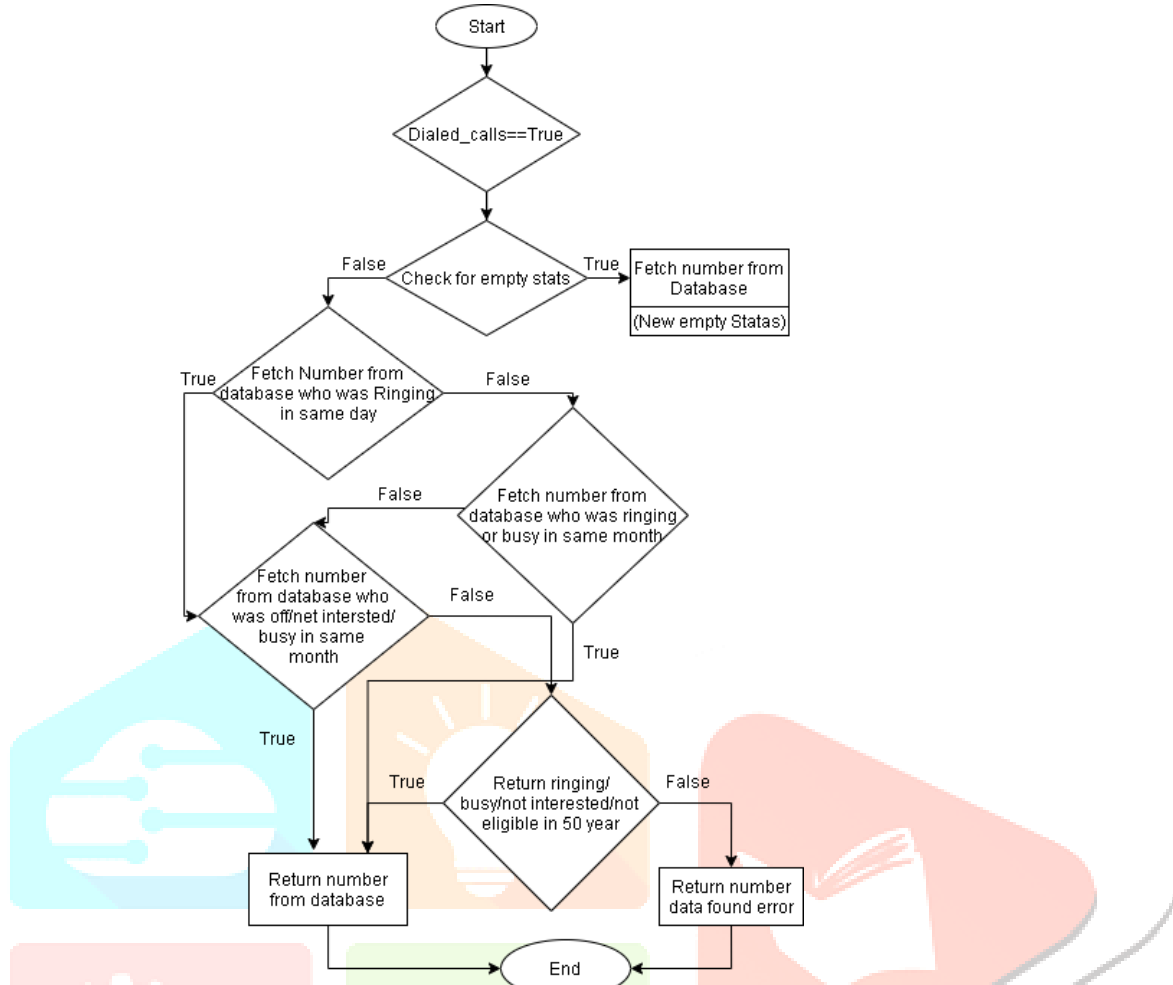 Start
Dialed_calls==True
Check for empty stats
False
True
Fetch number from
Database
(New empty Statas)
Fetch Number from
database who was Ringing
in same day
True
False
Fetch number from
database who was ringing
or busy in same month
False
True
Fetch number
from database who
was off/net intersted/
busy in same
month
False
True
Return ringing/
busy/not interested/not
eligible in 50 year
True
False
Return number
from database
Return number
data found error
End